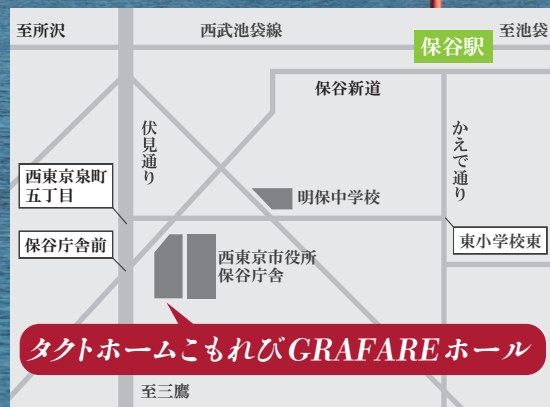 至所沢
西武池袋線
保谷駅
至池袋
保谷新道
伏見通り
かえで通り
西東京泉町
五丁目
明保中学校
保谷庁舎前
東小学校東
西東京市役所
保谷庁舎
タクトホームこもれびGRAFAREホール
至三鷹